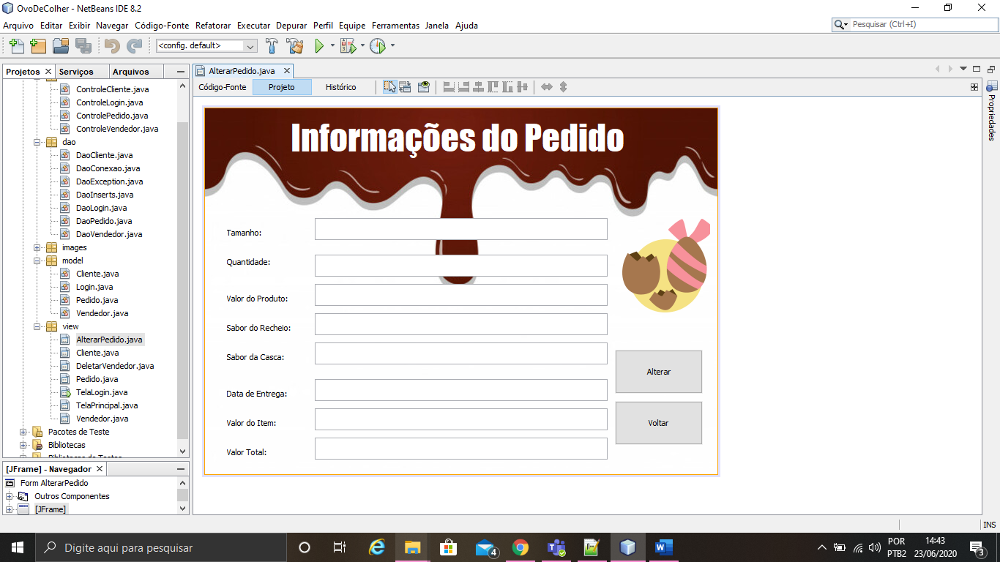 OvoDeColher - NetBeans IDE 8.2
Arquivo Editar Exibir Navegar Código-Fonte Refatorar Executar Depurar Perfil Equipe Ferramentas Janela Ajuda
Pesquisar (Ctrl+I)
<config. default>
Projetos Serviços Arquivos
AlterarPedido.java
Código-Fonte Projeto Histórico
Propriedades
ControleCliente.java
ControleLogin.java
ControlePedido.java
ControleVendedor.java
dao
DaoCliente.java
DaoConexao.java
DaoException.java
DaoInserts.java
DaoLogin.java
DaoPedido.java
DaoVendedor.java
images
model
Cliente.java
Login.java
Pedido.java
Vendedor.java
view
AlterarPedido.java
Cliente.java
DeletarVendedor.java
Pedido.java
TelaLogin.java
TelaPrincipal.java
Vendedor.java
Pacotes de Teste
Bibliotecas
Bibliotecas de Testes
[JFrame] - Navegador
Form AlterarPedido
Outros Componentes
[JFrame]
Informações do Pedido
Tamanho:
Quantidade:
Valor do Produto:
Sabor do Recheio:
Sabor da Casca:
Data de Entrega:
Valor do Item:
Valor Total:
Alterar
Voltar
INS
Digite aqui para pesquisar
4
POR
PTB2
14:43
23/06/2020
3